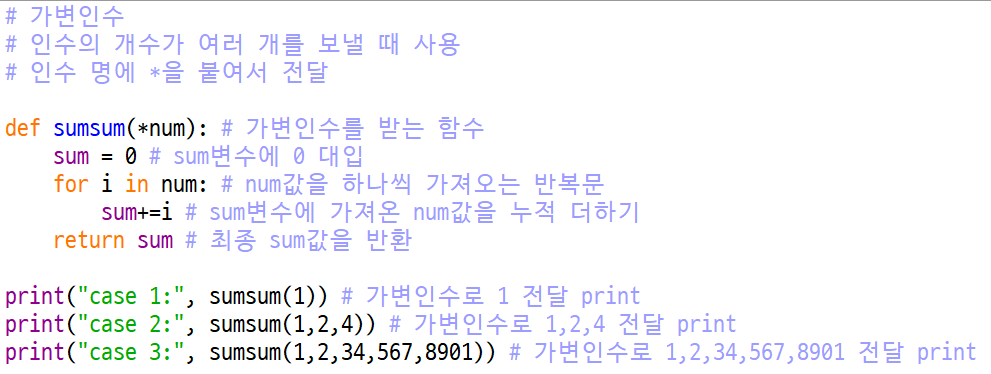 # 가변인수
# 인수의 개수가 여러 개를 보낼 때 사용
# 인수 명에 *을 붙여서 전달

def sumsum(*num): # 가변인수를 받는 함수
    sum = 0 # sum변수에 0 대입
    for i in num: # num값을 하나씩 가져오는 반복문
        sum+=i # sum변수에 가져온 num값을 누적 더하기
    return sum # 최종 sum값을 반환

print("case 1:", sumsum(1)) # 가변인수로 1 전달 print
print("case 2:", sumsum(1,2,4)) # 가변인수로 1,2,4 전달 print
print("case 3:", sumsum(1,2,34,567,8901)) # 가변인수로 1,2,34,567,8901 전달 print